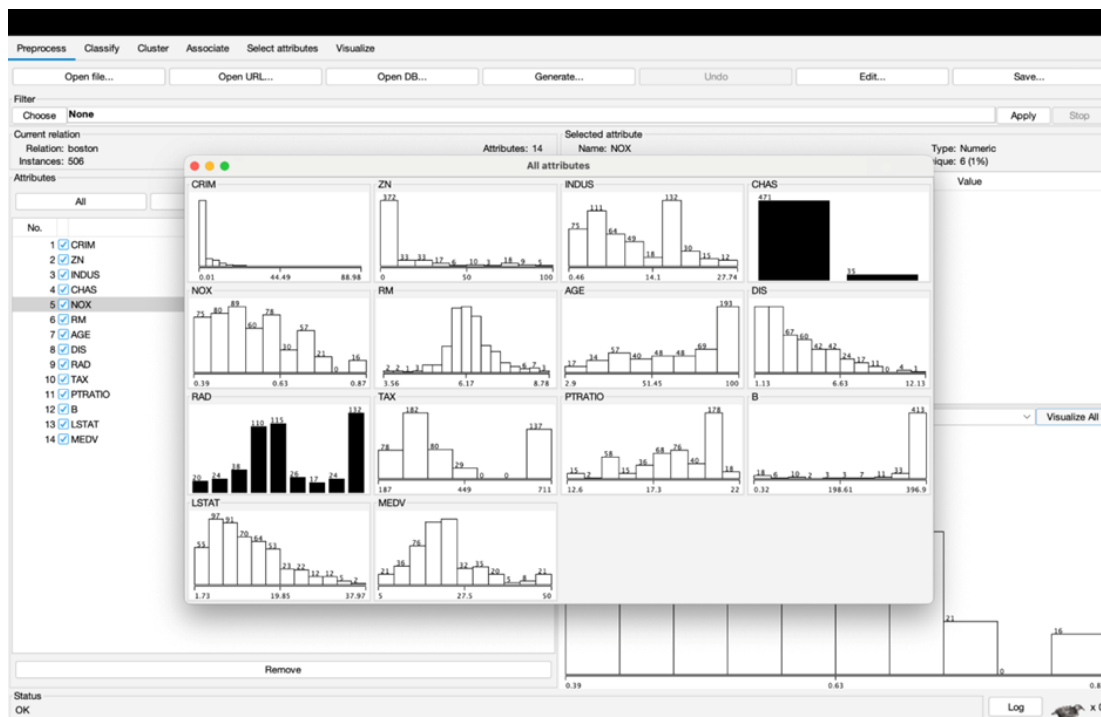 Preprocess Classify Cluster Associate Select attributes Visualize
Open file... Open URL... Open DB... Generate... Undo Edit... Save...
Filter
Choose None Apply Stop
Current relation
Relation: boston Attributes: 14
Instances: 506
Selected attribute
Name: NOX Type: Numeric
ique: 6 (1%)
Attributes
All
Value
No.
1 CRIM
2 ZN
3 INDUS
4 CHAS
5 NOX
6 RM
7 AGE
8 DIS
9 RAD
10 TAX
11 PTRATIO
12 B
13 LSTAT
14 MEDV
Remove
All attributes
CRIM
0.01 44.49 88.98
ZN
372 33 33 17 6 10 3 18 9 5
0 50 100
INDUS
75 111 64 49 18 132 30 15 12
0.46 14.1 27.74
CHAS
471 35
NOX
75 80 89 60 78 30 57 21 0 16
0.39 0.63 0.87
RM
2 2 1 3 6 7 3
3.56 6.17 8.78
AGE
17 34 57 40 48 48 69 193
2.9 51.45 100
DIS
67 60 42 42 24 17 11 0 4 1
1.13 6.63 12.13
RAD
20 24 38 110 115 26 17 24 132
TAX
78 182 80 29 0 0 137
187 449 711
PTRATIO
15 2 58 15 36 68 76 40 178 18
12.6 17.3 22
B
18 6 10 2 3 3 7 11 33 413
0.32 198.61 396.9
LSTAT
55 97 91 70 64 53 23 22 12 12 5 2
1.73 19.85 37.97
MEDV
21 36 76 32 35 20 5 8 21
5 27.5 50
Visualize All
21 0 16
0.39 0.63 0.8
Status
OK
Log x 0